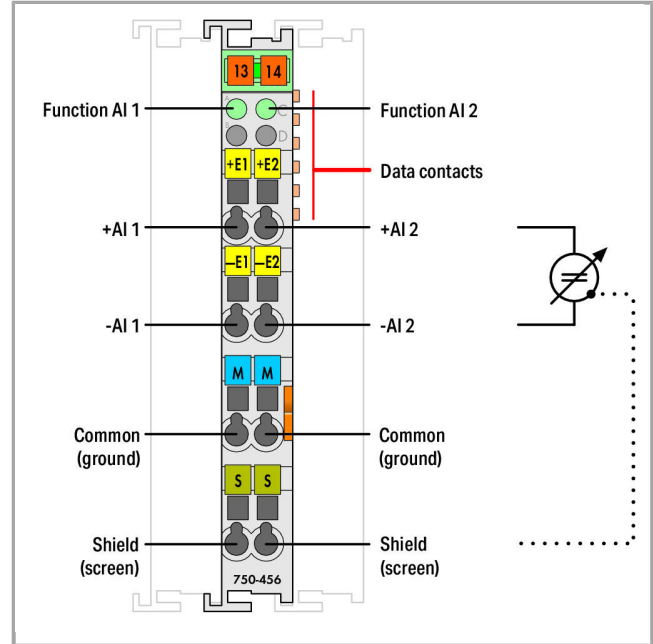 13 14
A C
Function AI 1
Function AI 2
B D
+E1 +E2
Data contacts
+AI 1
+AI 2
–E1 –E2
-AI 1
-AI 2
M M
Common
(ground)
Common
(ground)
S S
Shield
(screen)
Shield
(screen)
750-456